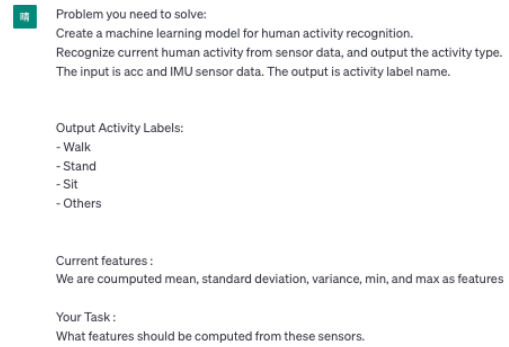 晴
Problem you need to solve:
Create a machine learning model for human activity recognition.
Recognize current human activity from sensor data, and output the activity type.
The input is acc and IMU sensor data. The output is activity label name.
Output Activity Labels:
- Walk
- Stand
- Sit
- Others
Current features :
We are coumputed mean, standard deviation, variance, min, and max as features
Your Task :
What features should be computed from these sensors.